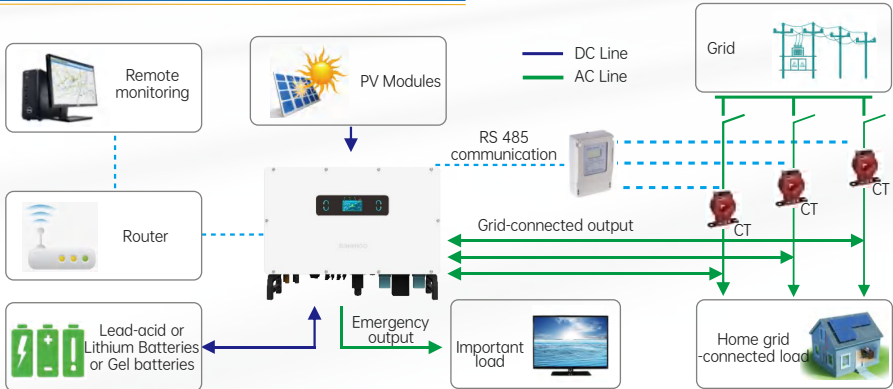 Remote
monitoring
PV Modules
DC Line
AC Line
Grid
RS 485
communication
CT
CT
CT
Router
Grid-connected output
Lead-acid or
Lithium Batteries
or Gel batteries
Emergency
output
Important
load
Home grid
-connected load